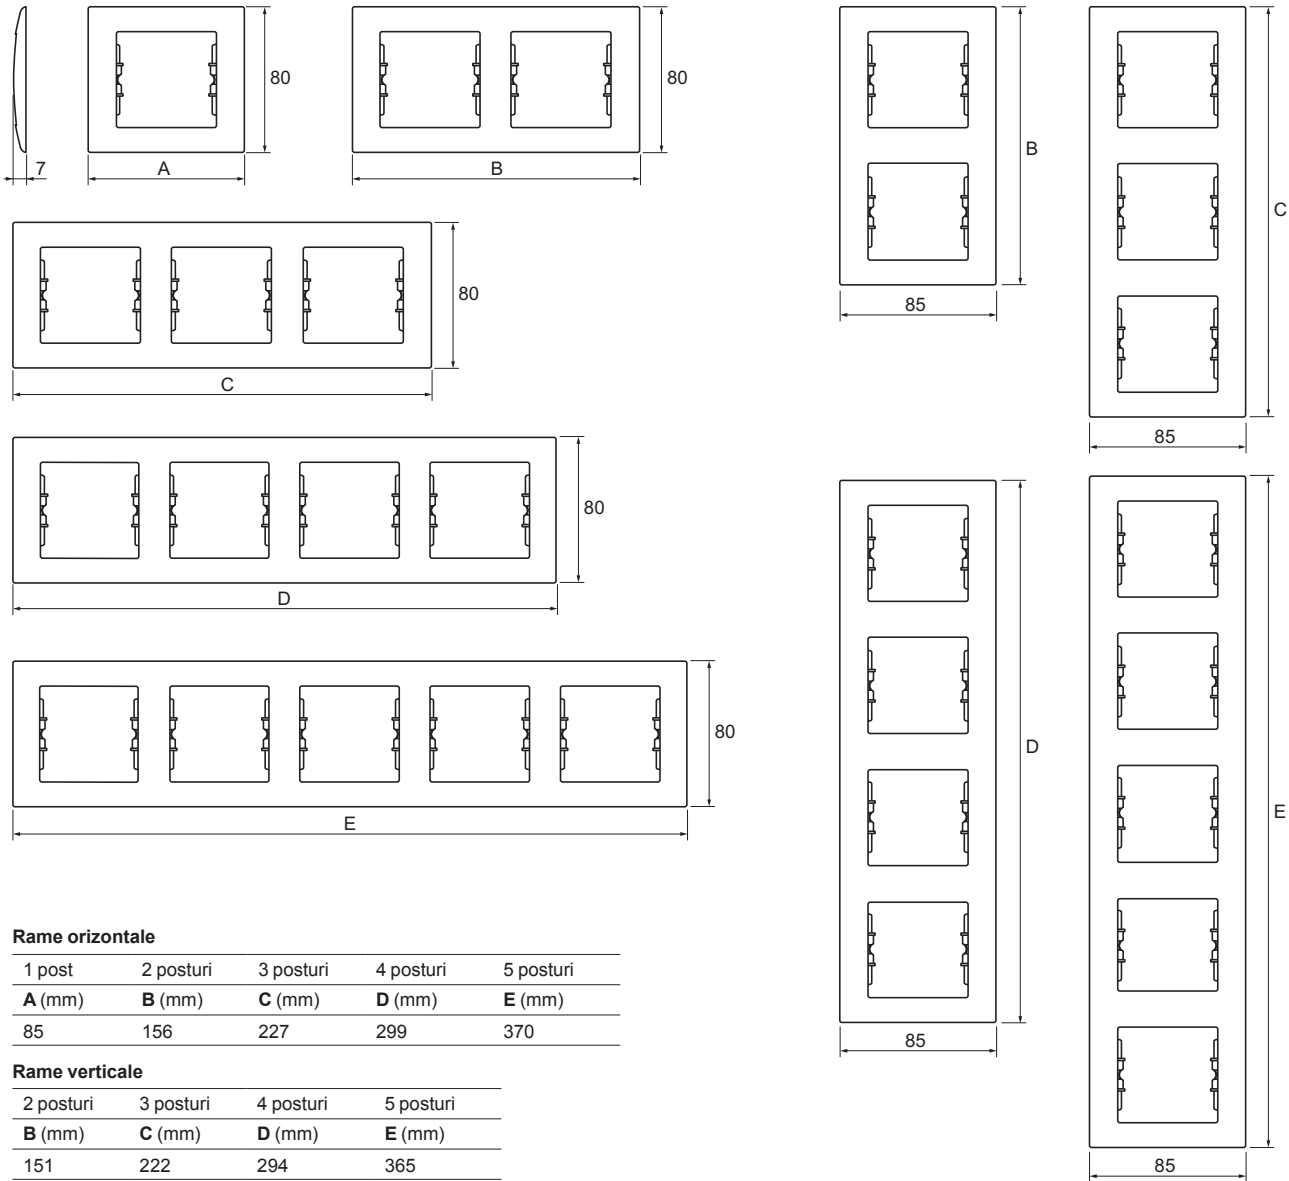 80
7
A
80
B
80
C
80
D
80
E
B
85
C
85
D
85
E
85
Rame orizontale
1 post 2 posturi 3 posturi 4 posturi 5 posturi
A (mm) B (mm) C (mm) D (mm) E (mm)
85 156 227 299 370
Rame verticale
2 posturi 3 posturi 4 posturi 5 posturi
B (mm) C (mm) D (mm) E (mm)
151 222 294 365